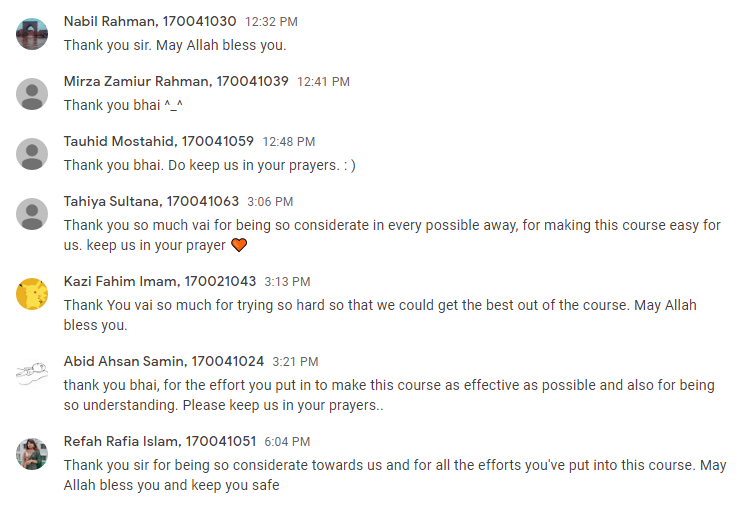 Nabil Rahman, 170041030 12:32 PM
Thank you sir. May Allah bless you.
Mirza Zamiur Rahman, 170041039 12:41 PM
Thank you bhai ^_^
Tauhid Mostahid, 170041059 12:48 PM
Thank you bhai. Do keep us in your prayers. : )
Tahiya Sultana, 170041063 3:06 PM
Thank you so much vai for being so considerate in every possible away, for making this course easy for
us. keep us in your prayer 🧡
Kazi Fahim Imam, 170021043 3:13 PM
Thank You vai so much for trying so hard so that we could get the best out of the course. May Allah
bless you.
Abid Ahsan Samin, 170041024 3:21 PM
thank you bhai, for the effort you put in to make this course as effective as possible and also for being
so understanding. Please keep us in your prayers..
Refah Rafia Islam, 170041051 6:04 PM
Thank you sir for being so considerate towards us and for all the efforts you've put into this course. May
Allah bless you and keep you safe